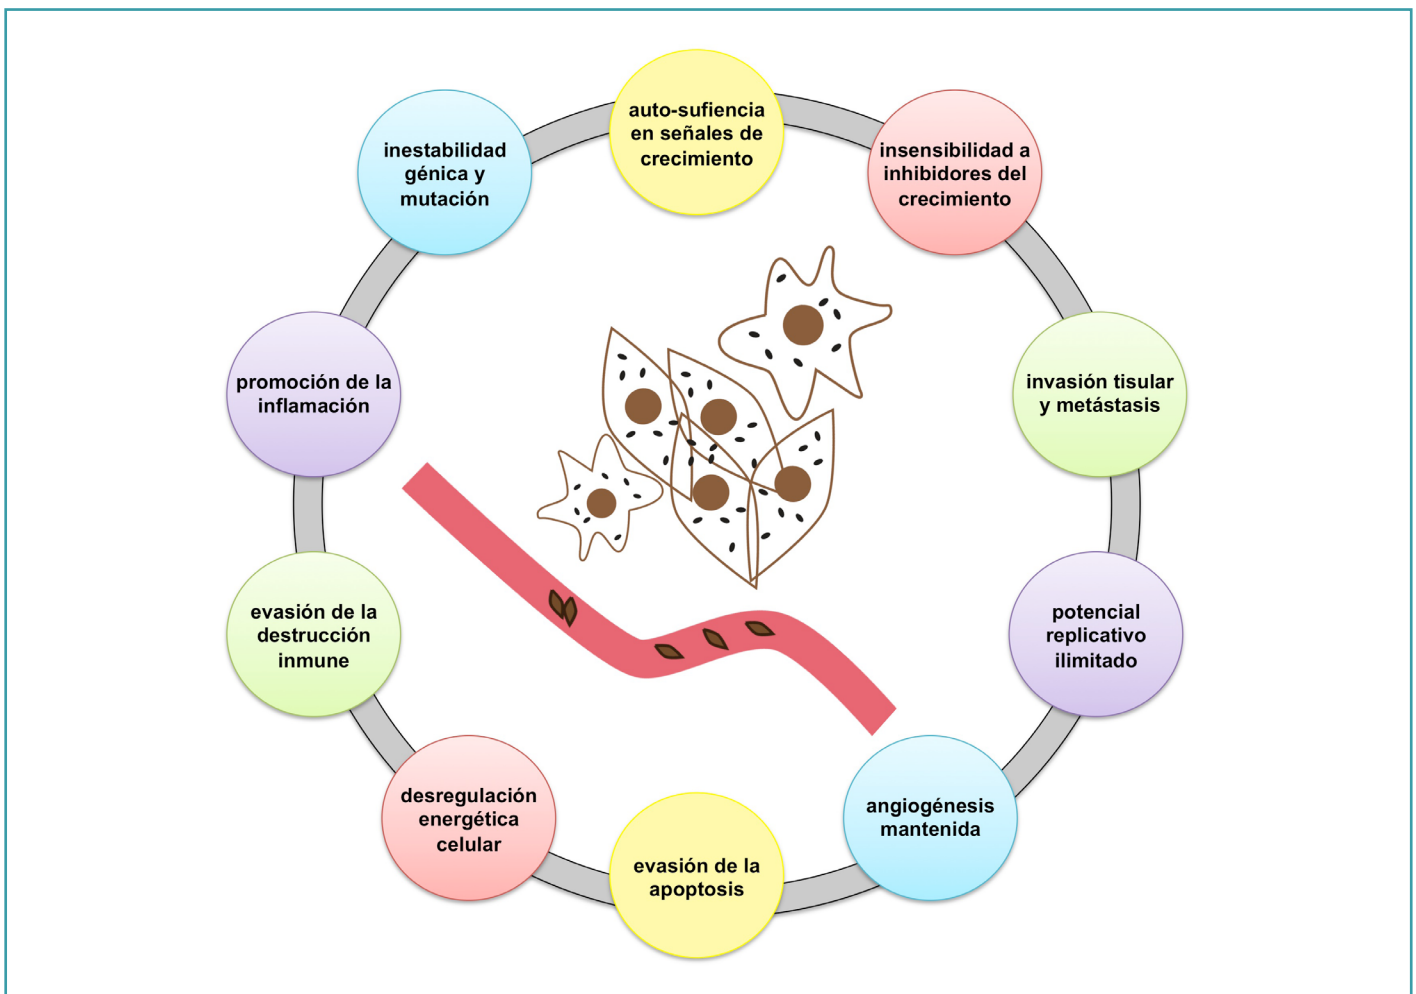 auto-sufiencia
en señales de
crecimiento
insensibilidad a
inhibidores del
crecimiento
invasión tisular
y metástasis
potencial
replicativo
ilimitado
angiogénesis
mantenida
evasión de la
apoptosis
desregulación
energética
celular
evasión de la
destrucción
inmune
promoción de la
inflamación
inestabilidad
génica y
mutación